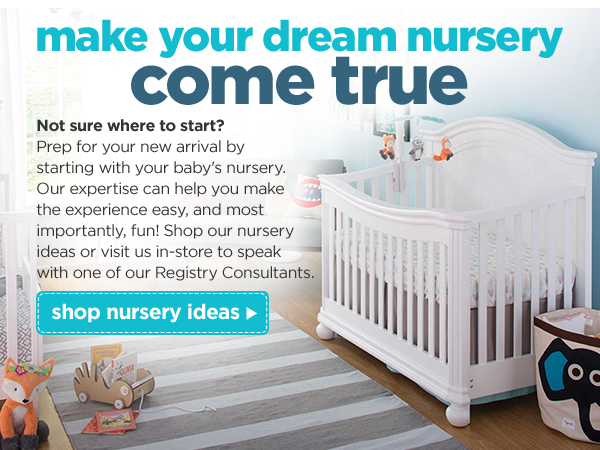 make your dream nursery
come true
Not sure where to start?
Prep for your new arrival by
starting with your baby's nursery.
Our expertise can help you make
the experience easy, and most
importantly, fun! Shop our nursery
ideas or visit us in-store to speak
with one of our Registry Consultants.
shop nursery ideas